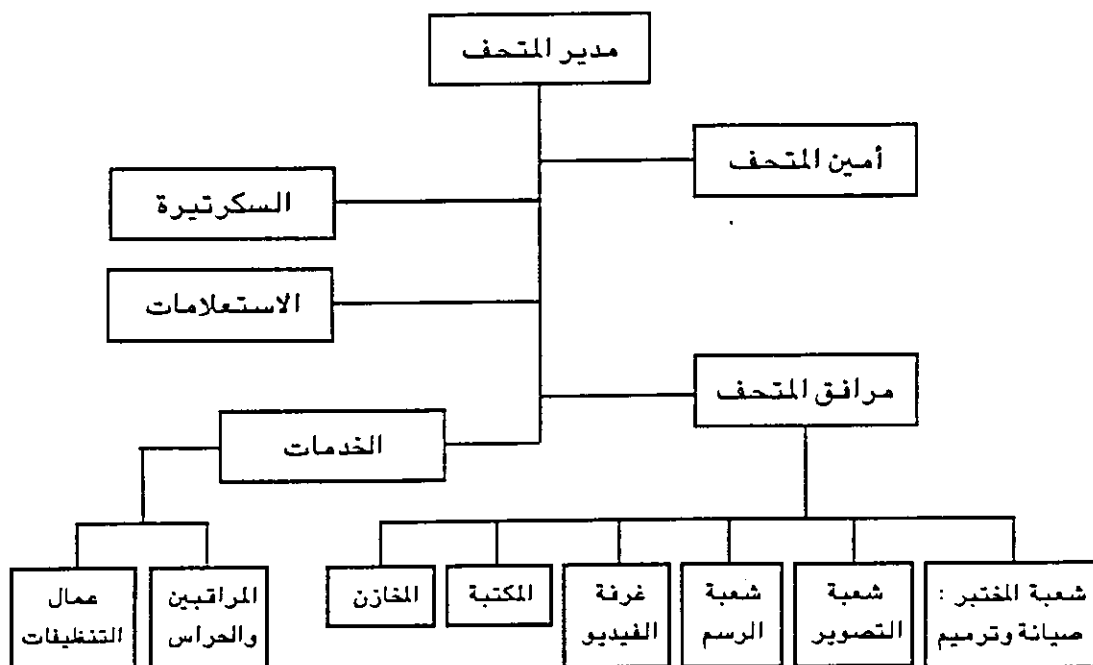 مدير المتحف
أمين المتحف
السكرتيرة
الاستعلامات
مرافق المتحف
الخدمات
شعبة المختبر :
صيانة وترميم
شعبة
التصوير
شعبة
الرسم
غرفة
الفيديو
المكتبة
المخازن
المراقبين
والحراس
عمال
التنظيفات